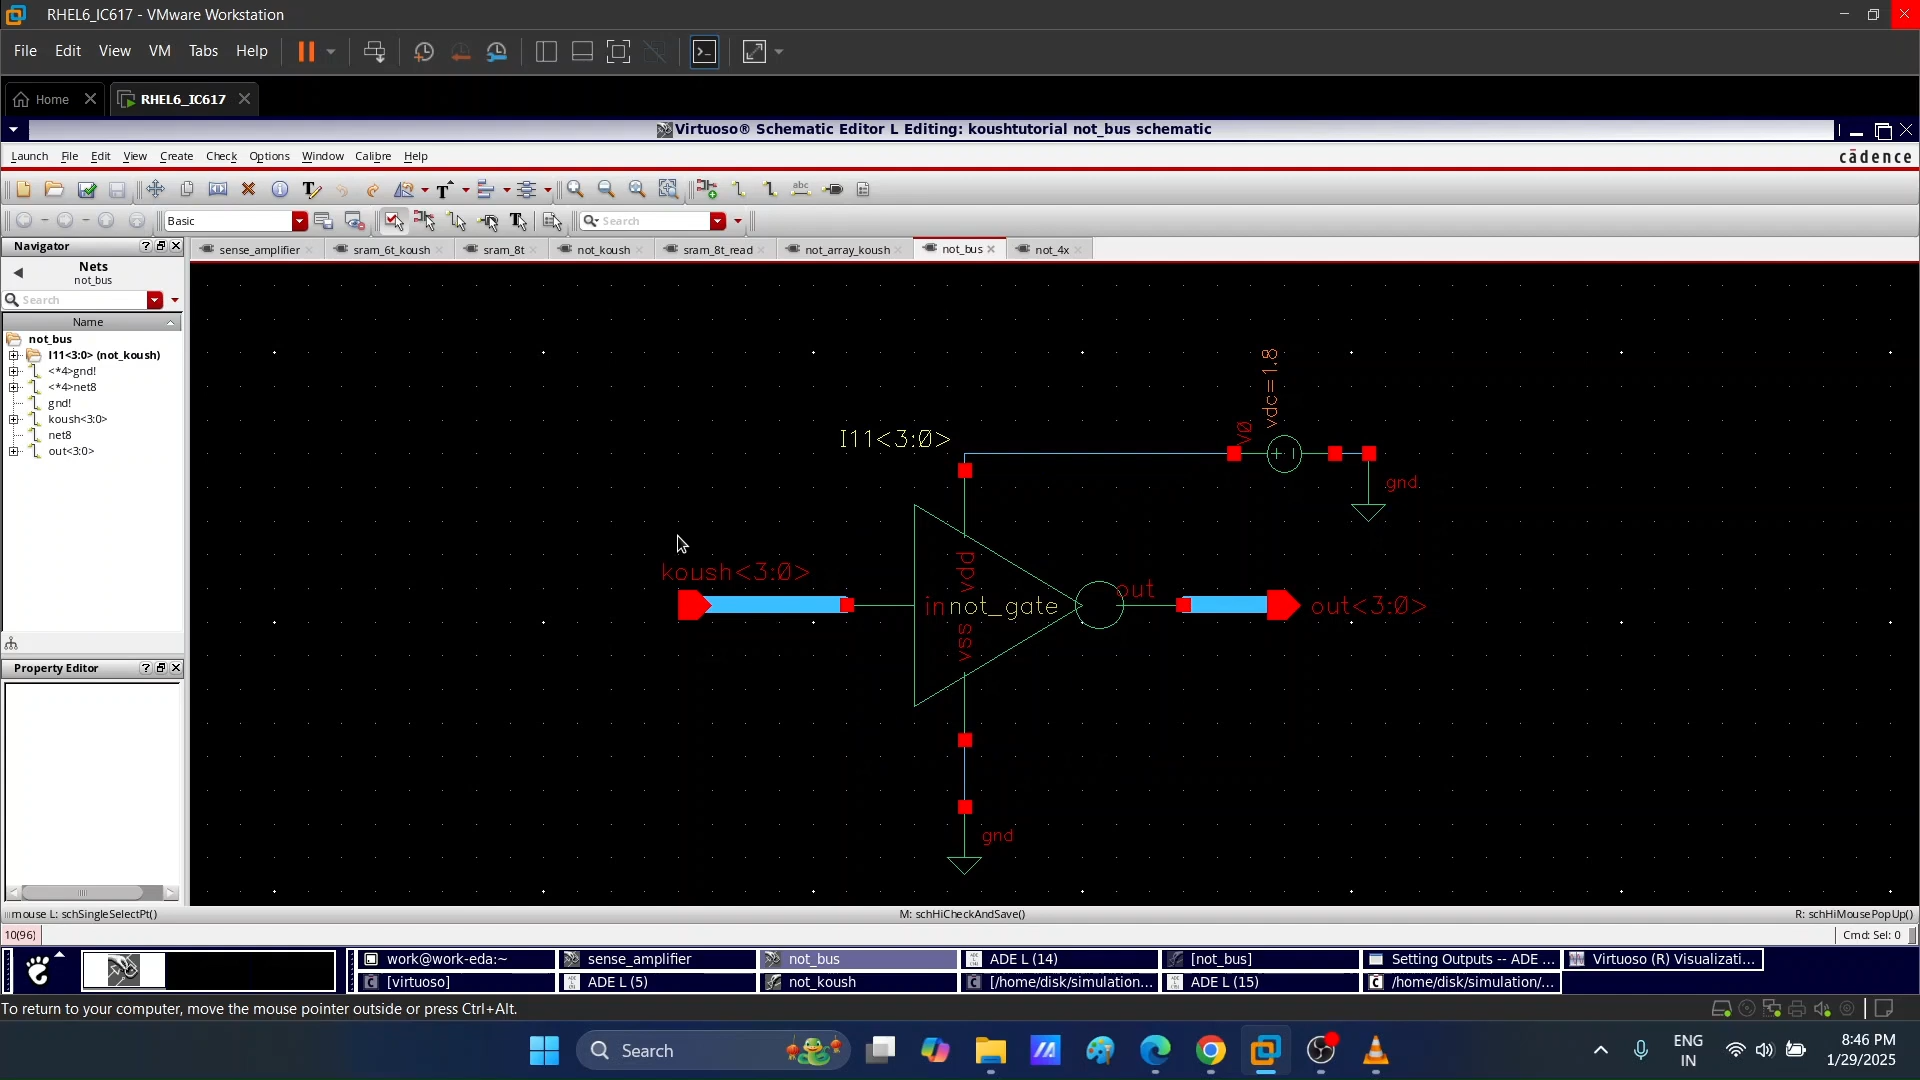 RHEL6_IC617 - VMware Workstation
File Edit View VM Tabs Help
Home RHEL6_IC617
Virtuoso® Schematic Editor L Editing: koushtutorial not_bus schematic
Launch File Edit View Create Check Options Window Calibre Help
cādence
Basic Search
Navigator
sense_amplifier sram_6t_koush sram_8t not_koush sram_8t_read not_array_koush not_bus not_4x
Nets
not_bus
Search
Name
not_bus
I11<3:0> (not_koush)
<*4>gnd!
<*4>net8
gnd!
koush<3:0>
net8
out<3:0>
Property Editor
vdc=1.8
V0
I11<3:0>
gnd
koush<3:0>
vdd
out
in not_gate
out<3:0>
vss
gnd
mouse L: schSingleSelectPt() M: schHiCheckAndSave() R: schHiMousePopUp()
10(96) Cmd: Sel: 0
work@work-eda:~ sense_amplifier not_bus ADE L (14) [not_bus] Setting Outputs -- ADE ... Virtuoso (R) Visualizati...
[virtuoso] ADE L (5) not_koush [/home/disk/simulation... ADE L (15) /home/disk/simulation/...
To return to your computer, move the mouse pointer outside or press Ctrl+Alt.
Search
ENG
IN
8:46 PM
1/29/2025